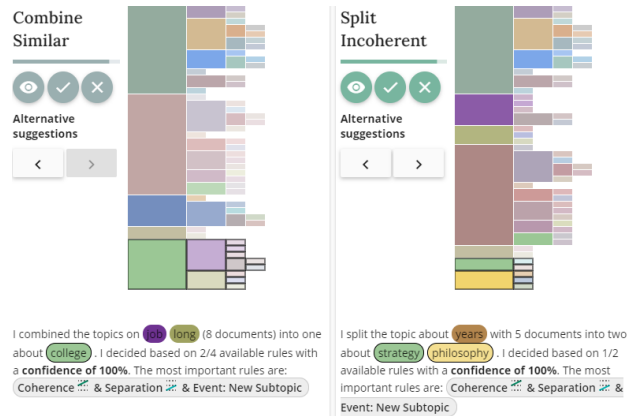 Combine
Similar
Alternative
suggestions
I combined the topics on job long (8 documents) into one
about college . I decided based on 2/4 available rules with
a confidence of 100%. The most important rules are:
Coherence & Separation & Event: New Subtopic
Split
Incoherent
Alternative
suggestions
I split the topic about years with 5 documents into two
about strategy philosophy . I decided based on 1/2
available rules with a confidence of 100%. The most
important rules are: Coherence & Separation &
Event: New Subtopic